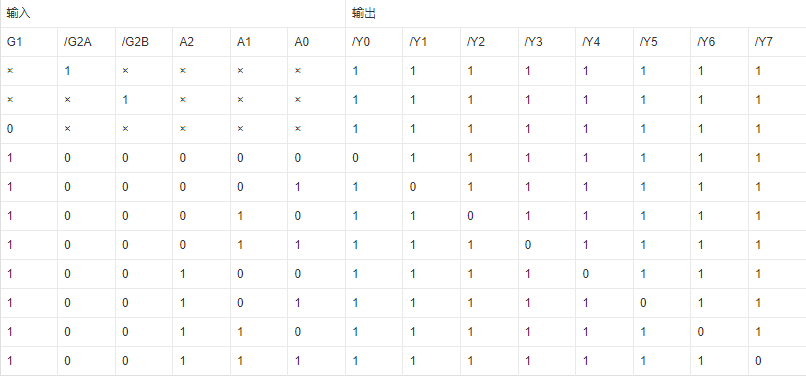 输入 输出
G1 /G2A /G2B A2 A1 A0 /Y0 /Y1 /Y2 /Y3 /Y4 /Y5 /Y6 /Y7
× 1 × × × × 1 1 1 1 1 1 1 1
× × 1 × × × 1 1 1 1 1 1 1 1
0 × × × × × 1 1 1 1 1 1 1 1
1 0 0 0 0 0 0 1 1 1 1 1 1 1
1 0 0 0 0 1 1 0 1 1 1 1 1 1
1 0 0 0 1 0 1 1 0 1 1 1 1 1
1 0 0 0 1 1 1 1 1 0 1 1 1 1
1 0 0 1 0 0 1 1 1 1 0 1 1 1
1 0 0 1 0 1 1 1 1 1 1 0 1 1
1 0 0 1 1 0 1 1 1 1 1 1 0 1
1 0 0 1 1 1 1 1 1 1 1 1 1 0